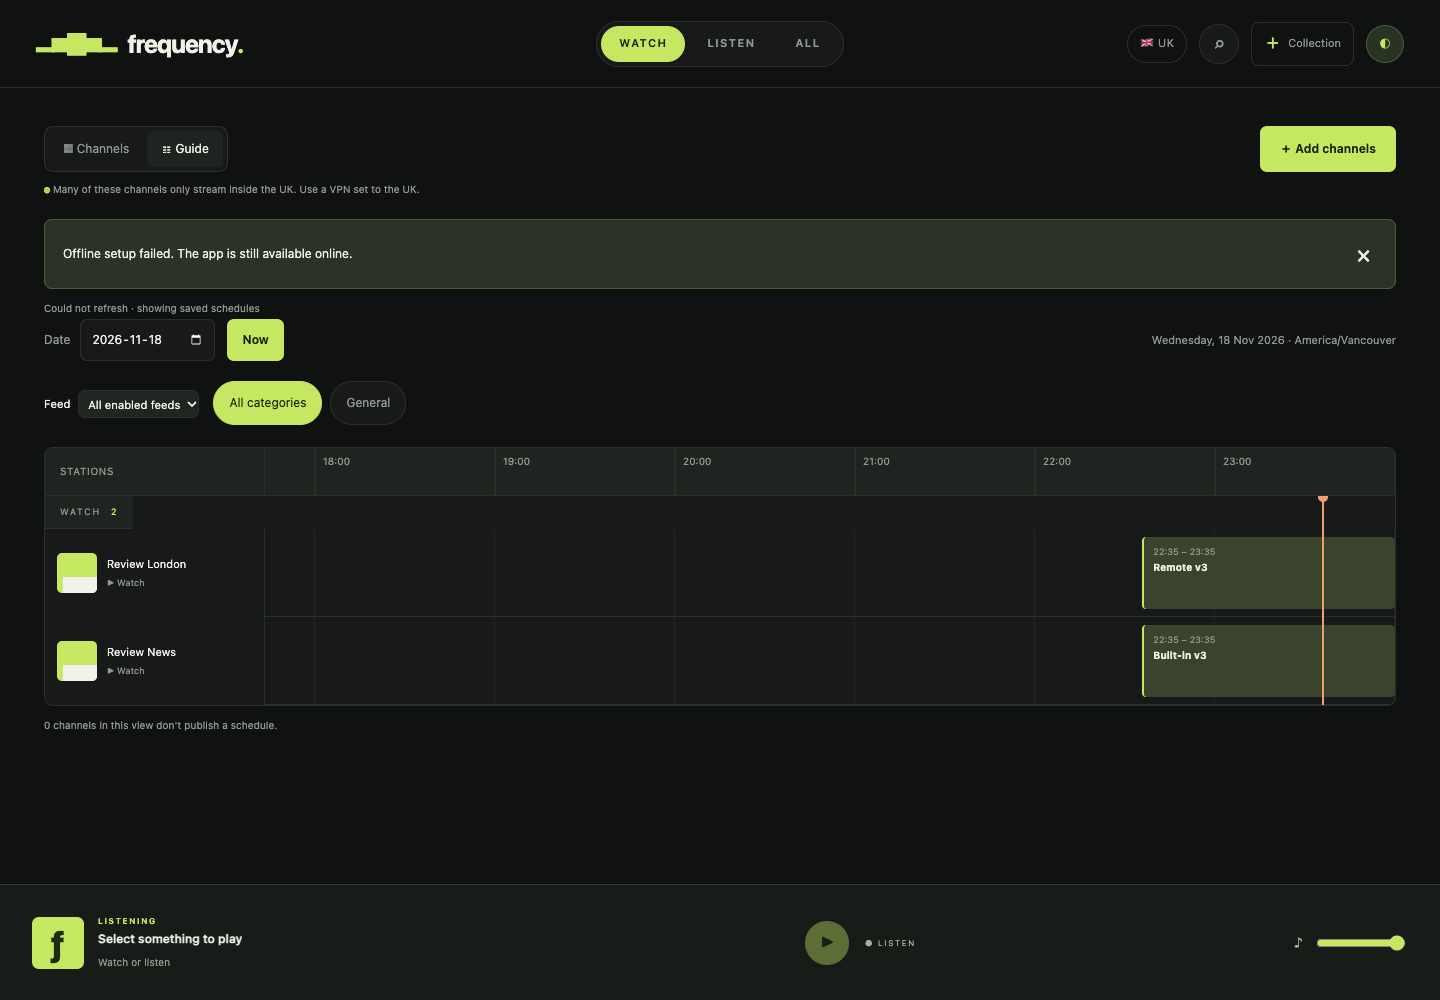 frequency.
WATCH LISTEN ALL
UK
+ Collection
Channels
Guide
+ Add channels
Many of these channels only stream inside the UK. Use a VPN set to the UK.
Offline setup failed. The app is still available online.
Could not refresh · showing saved schedules
Date 2026-11-18 Now
Wednesday, 18 Nov 2026 · America/Vancouver
Feed All enabled feeds All categories General
STATIONS 18:00 19:00 20:00 21:00 22:00 23:00
WATCH 2
Review London
▶ Watch
22:35 – 23:35
Remote v3
Review News
▶ Watch
22:35 – 23:35
Built-in v3
0 channels in this view don't publish a schedule.
f
LISTENING
Select something to play
Watch or listen
LISTEN